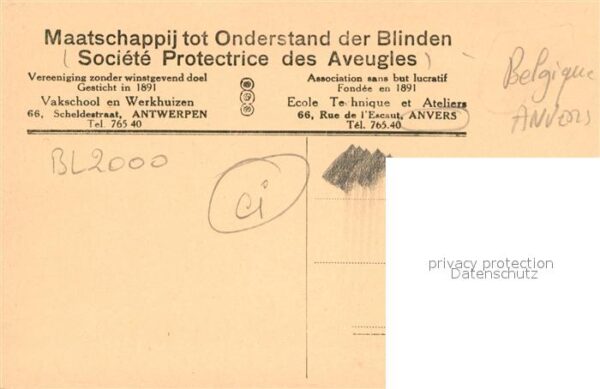 Maatschappij tot Onderstand der Blinden
( Société Protectrice des Aveugles )
Vereeniging zonder winstgevend doel
Gesticht in 1891
Vakschool en Werkhuizen
66, Scheldestraat, ANTWERPEN
Tel. 765 40
Association sans but lucratif
Fondée en 1891
Ecole Technique et Ateliers
66, Rue de l'Escaut, ANVERS
Tél. 765.40
Belgique
ANVERS
BL2000
Ci
privacy protection
Datenschutz